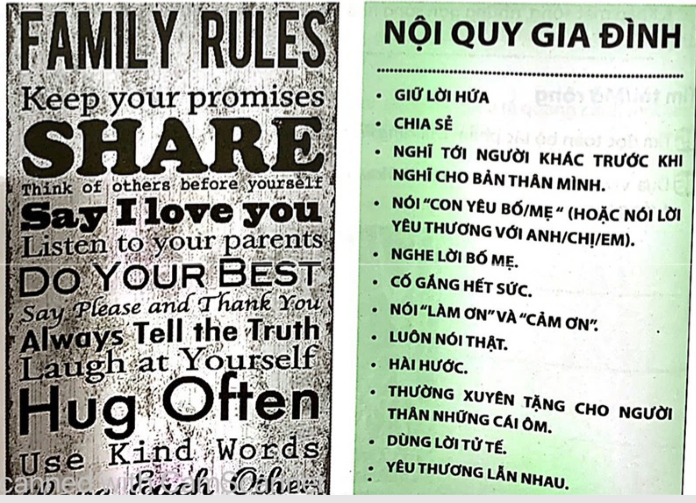 FAMILY RULES
Keep your promises
SHARE
Think of others before yourself
Say I love you
Listen to your parents
DO YOUR BEST
Say Please and Thank You
Always Tell the Truth
Laugh at Yourself
Hug Often
Use Kind Words
Each Other
NỘI QUY GIA ĐÌNH
• GIỮ LỜI HỨA
• CHIA SẺ
• NGHĨ TỚI NGƯỜI KHÁC TRƯỚC KHI
NGHĨ CHO BẢN THÂN MÌNH.
• NÓI "CON YÊU BỐ/MẸ " (HOẶC NÓI LỜI
YÊU THƯƠNG VỚI ANH/CHỊ/EM).
• NGHE LỜI BỐ MẸ.
• CỐ GẮNG HẾT SỨC.
• NÓI "LÀM ƠN" VÀ "CẢM ƠN".
• LUÔN NÓI THẬT.
• HÀI HƯỚC.
• THƯỜNG XUYÊN TẶNG CHO NGƯỜI
THÂN NHỮNG CÁI ÔM.
• DÙNG LỜI TỬ TẾ.
• YÊU THƯƠNG LẪN NHAU.